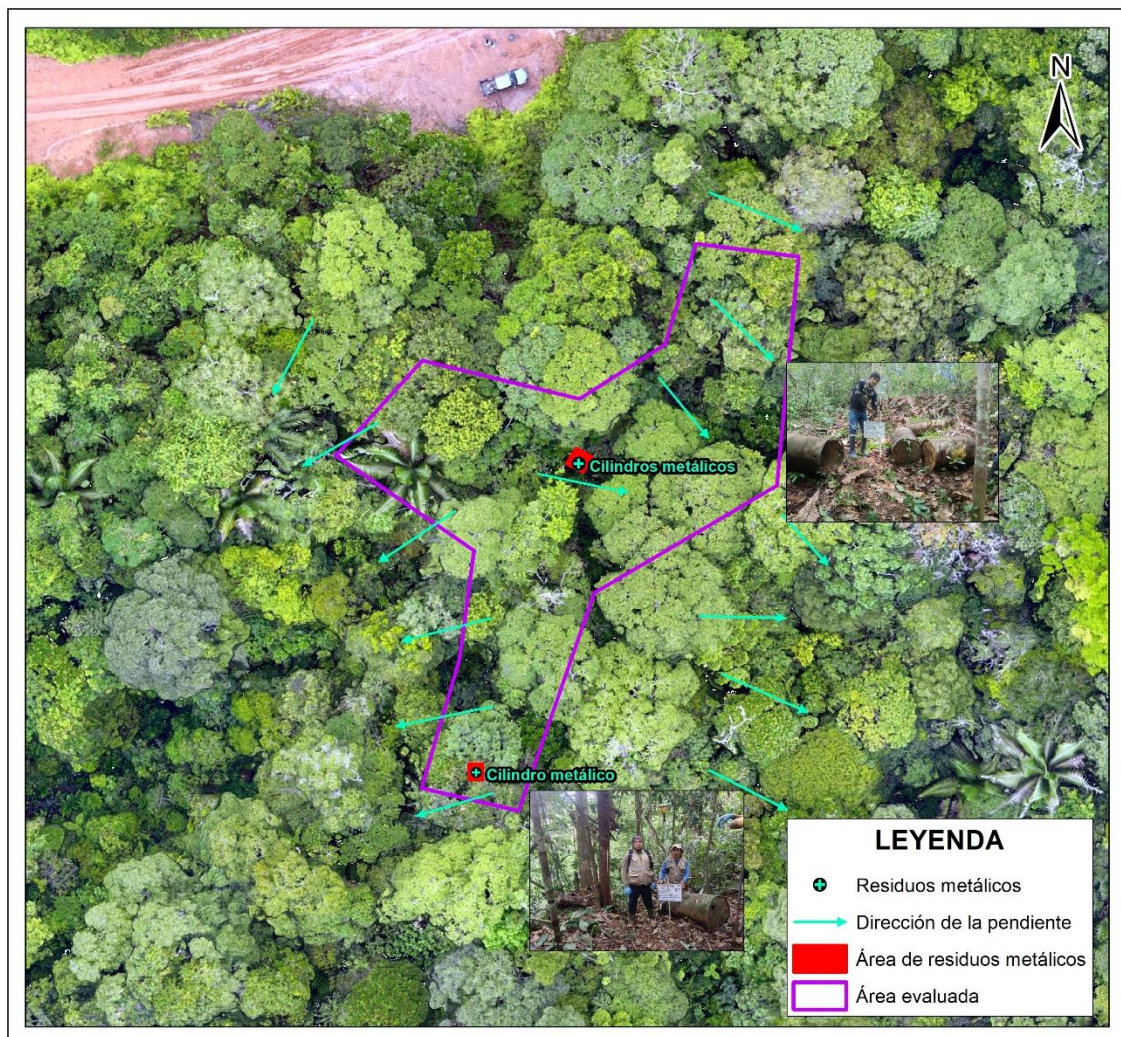 N
Cilindros metálicos
Cilindro metálico
LEYENDA
Residuos metálicos
Dirección de la pendiente
Área de residuos metálicos
Área evaluada